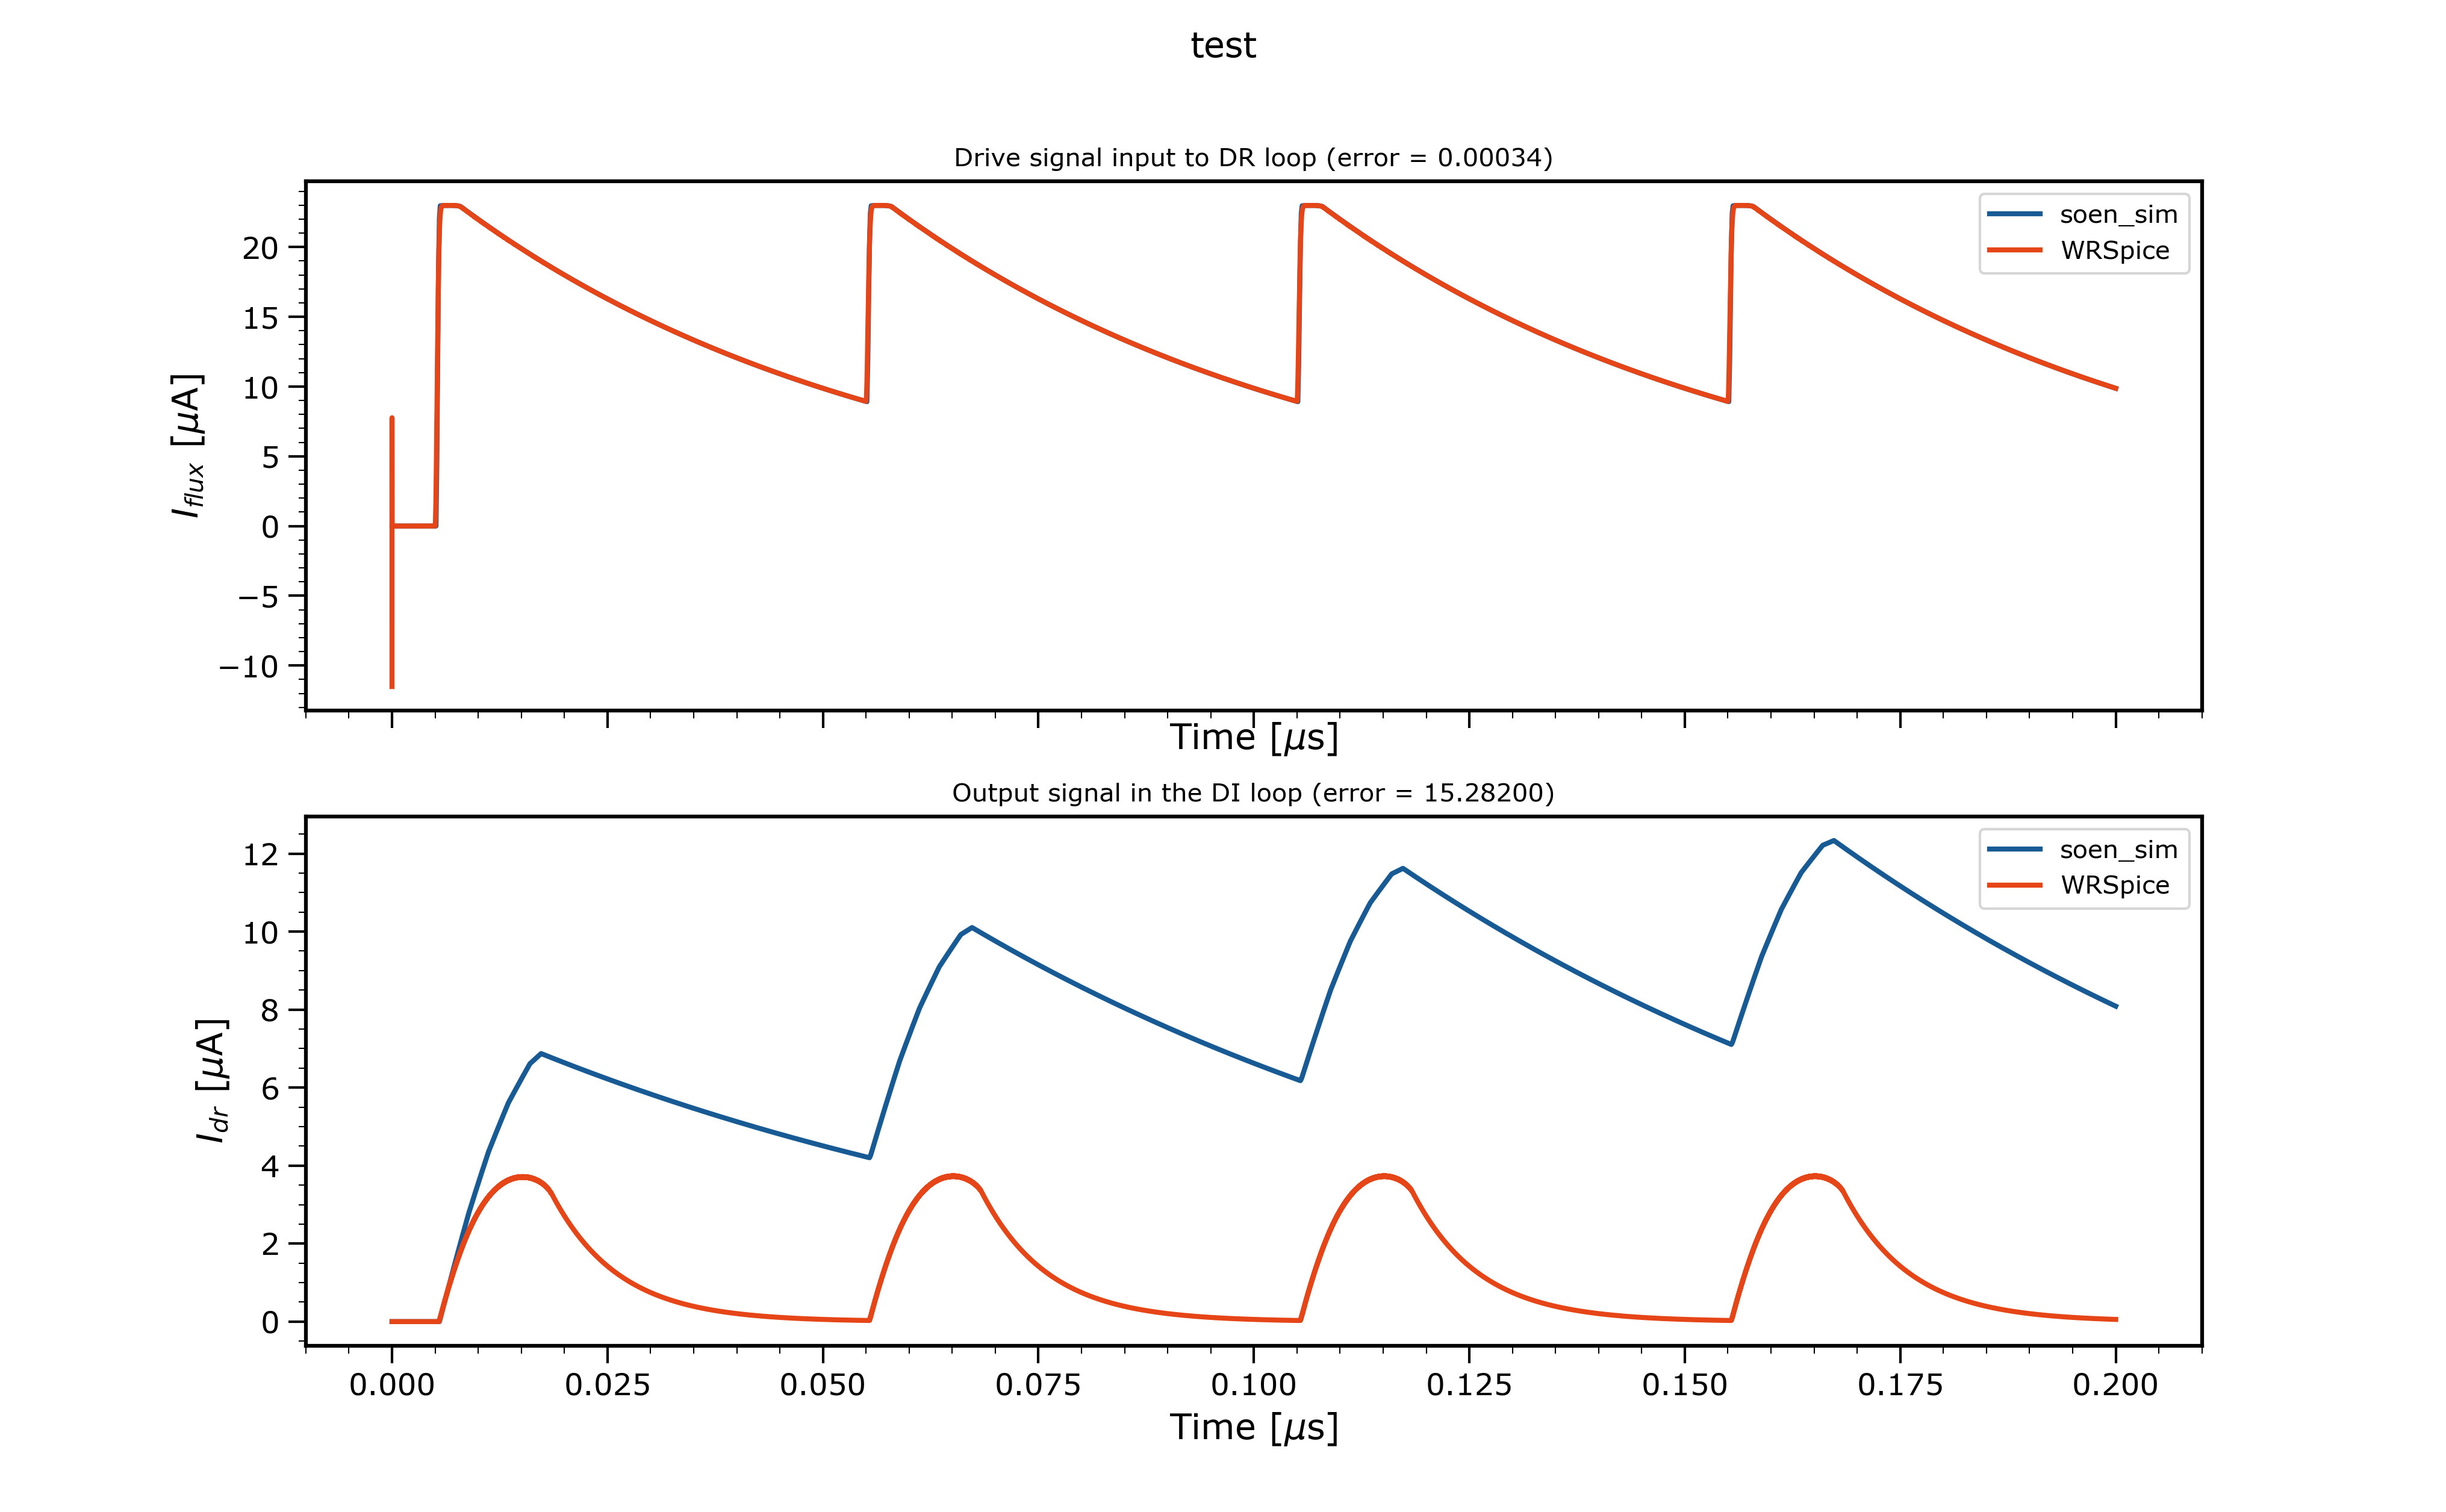 test
Drive signal input to DR loop (error = 0.00034)
soen_sim
WRSpice
20
15
10
5
0
−5
−10
I_flux [μA]
Time [μs]
Output signal in the DI loop (error = 15.28200)
soen_sim
WRSpice
12
10
8
6
4
2
0
I_dr [μA]
0.000 0.025 0.050 0.075 0.100 0.125 0.150 0.175 0.200
Time [μs]